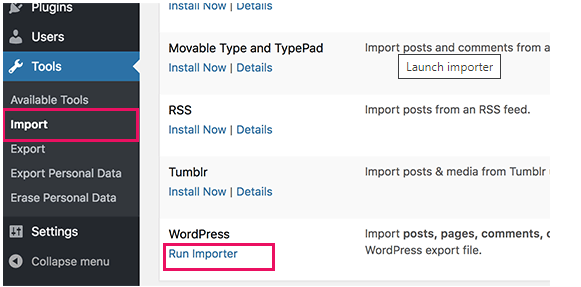 Plugins
Users
Tools
Available Tools
Import
Export
Export Personal Data
Erase Personal Data
Settings
Collapse menu
Install Now | Details
Movable Type and TypePad
Import posts and comments from a
Install Now | Details
Launch importer
RSS
Import posts from an RSS feed.
Install Now | Details
Tumblr
Import posts & media from Tumblr
Install Now | Details
WordPress
Import posts, pages, comments,
Run Importer
WordPress export file.